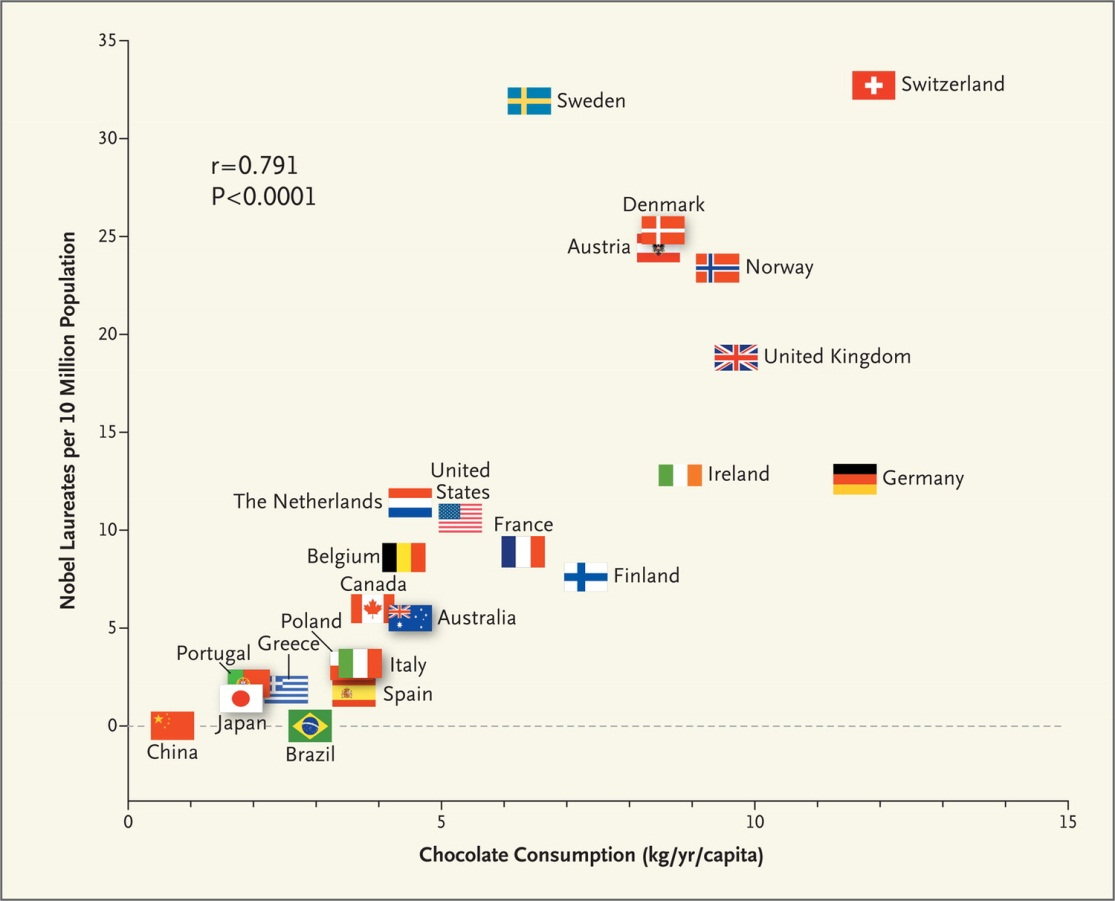 35
30
25
20
15
10
5
0
Nobel Laureates per 10 Million Population
r=0.791
P<0.0001
Sweden
Switzerland
Denmark
Austria
Norway
United Kingdom
United
States
The Netherlands
Ireland
Germany
France
Belgium
Finland
Canada
Australia
Poland
Portugal
Greece
Italy
Spain
Japan
China
Brazil
0
5
10
15
Chocolate Consumption (kg/yr/capita)